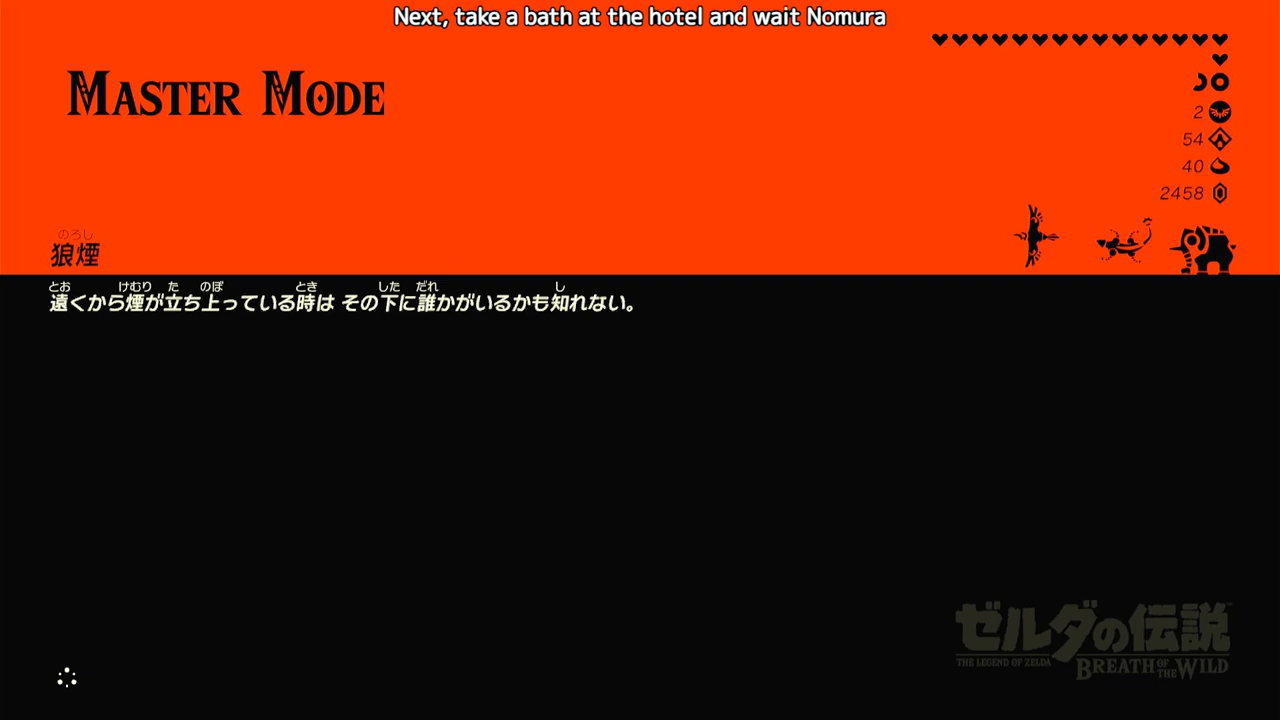 Next, take a bath at the hotel and wait Nomura
MASTER MODE
2
54
40
2458
のろし
狼煙
とお けむり た のぼ とき した だれ し
遠くから煙が立ち上っている時は その下に誰かがいるかも知れない。
ゼルダの伝説™
THE LEGEND OF ZELDA BREATH OF THE WILD